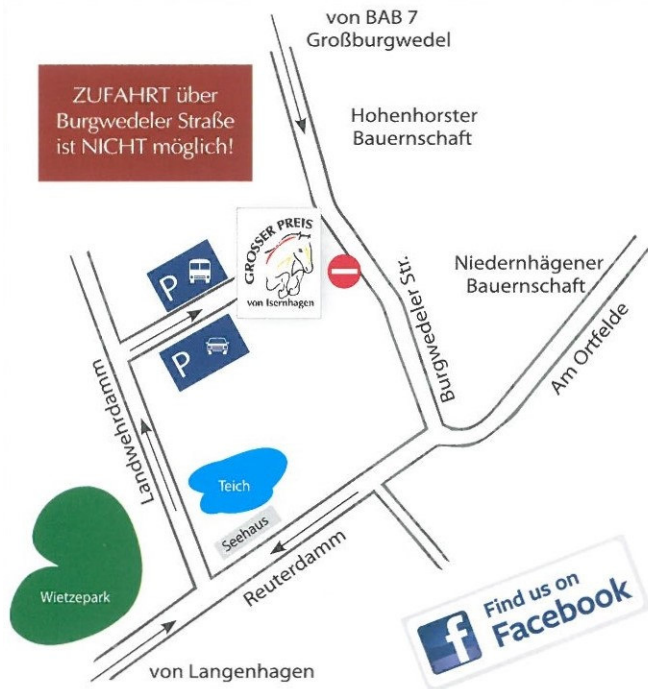 von BAB 7
Großburgwedel
ZUFAHRT über
Burgwedeler Straße
ist NICHT möglich!
Hohenhorster
Bauernschaft
GROSSER PREIS
von Isernhagen
P
P
Burgwedeler Str.
Niedernhägener
Bauernschaft
Am Ortfelde
Landwehrdamm
Teich
Seehaus
Reuterdamm
Wietzepark
von Langenhagen
f
Find us on
Facebook